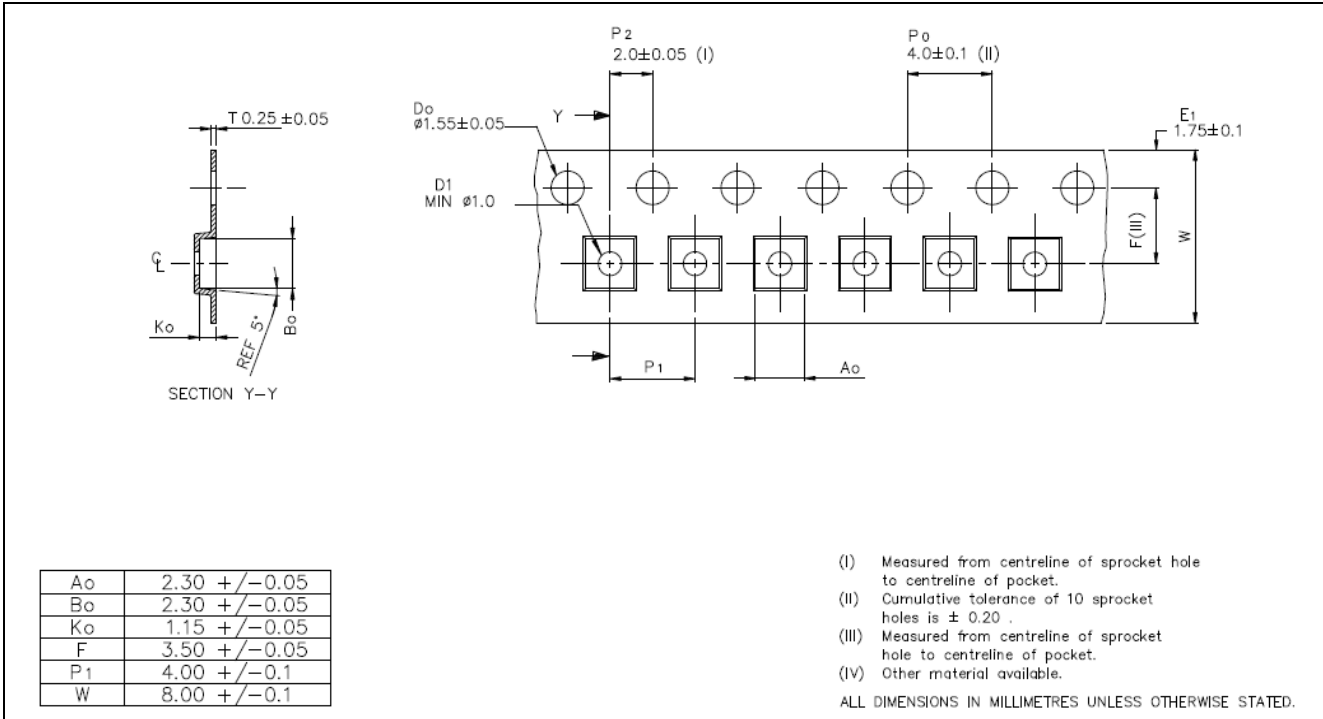 P2
2.0±0.05 (I)
Po
4.0±0.1 (II)
T 0.25 ±0.05
Do
ø1.55±0.05
Y
E1
1.75±0.1
D1
MIN ø1.0
F(III)
W
CL
Ko
REF 5°
Bo
P1
Ao
SECTION Y-Y
Ao 2.30 +/-0.05
Bo 2.30 +/-0.05
Ko 1.15 +/-0.05
F 3.50 +/-0.05
P1 4.00 +/-0.1
W 8.00 +/-0.1
(I) Measured from centreline of sprocket hole
to centreline of pocket.
(II) Cumulative tolerance of 10 sprocket
holes is ± 0.20 .
(III) Measured from centreline of sprocket
hole to centreline of pocket.
(IV) Other material available.
ALL DIMENSIONS IN MILLIMETRES UNLESS OTHERWISE STATED.